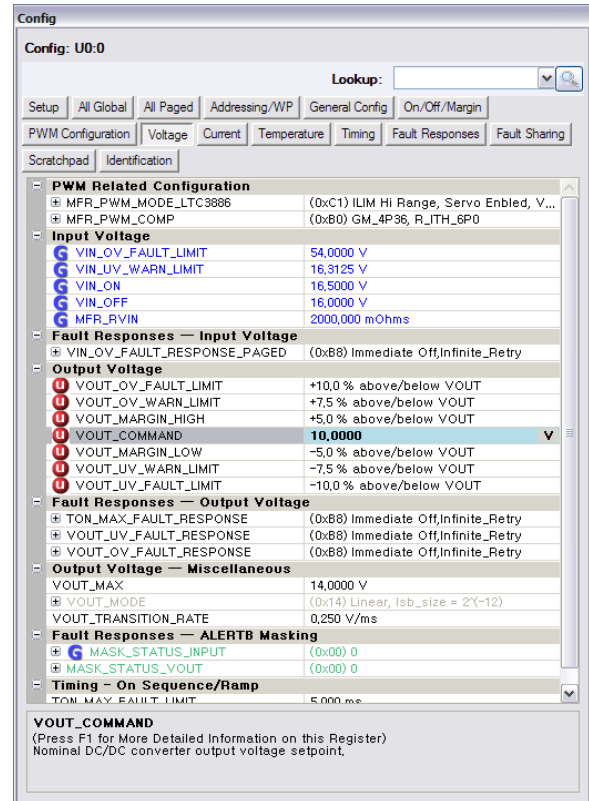 Config
Config: U0:0
Lookup:
Setup All Global All Paged Addressing/WP General Config On/Off/Margin
PWM Configuration Voltage Current Temperature Timing Fault Responses Fault Sharing
Scratchpad Identification
PWM Related Configuration
MFR_PWM_MODE_LTC3886 (0xC1) ILIM Hi Range, Servo Enbled, V...
MFR_PWM_COMP (0xB0) GM_4P36, R_ITH_6P0
Input Voltage
G VIN_OV_FAULT_LIMIT 54,0000 V
G VIN_UV_WARN_LIMIT 16,3125 V
G VIN_ON 16,5000 V
G VIN_OFF 16,0000 V
G MFR_RVIN 2000,000 mOhms
Fault Responses — Input Voltage
VIN_OV_FAULT_RESPONSE_PAGED (0xB8) Immediate Off,Infinite_Retry
Output Voltage
U VOUT_OV_FAULT_LIMIT +10,0 % above/below VOUT
U VOUT_OV_WARN_LIMIT +7,5 % above/below VOUT
U VOUT_MARGIN_HIGH +5,0 % above/below VOUT
U VOUT_COMMAND 10,0000 V
U VOUT_MARGIN_LOW -5,0 % above/below VOUT
U VOUT_UV_WARN_LIMIT -7,5 % above/below VOUT
U VOUT_UV_FAULT_LIMIT -10,0 % above/below VOUT
Fault Responses — Output Voltage
TON_MAX_FAULT_RESPONSE (0xB8) Immediate Off,Infinite_Retry
VOUT_UV_FAULT_RESPONSE (0xB8) Immediate Off,Infinite_Retry
VOUT_OV_FAULT_RESPONSE (0xB8) Immediate Off,Infinite_Retry
Output Voltage — Miscellaneous
VOUT_MAX 14,0000 V
VOUT_MODE (0x14) Linear, lsb_size = 2^(-12)
VOUT_TRANSITION_RATE 0,250 V/ms
Fault Responses — ALERTB Masking
G MASK_STATUS_INPUT (0x00) 0
MASK_STATUS_VOUT (0x00) 0
Timing - On Sequence/Ramp
TON_MAX_FAULT_LIMIT 5,000 ms
VOUT_COMMAND
(Press F1 for More Detailed Information on this Register)
Nominal DC/DC converter output voltage setpoint,